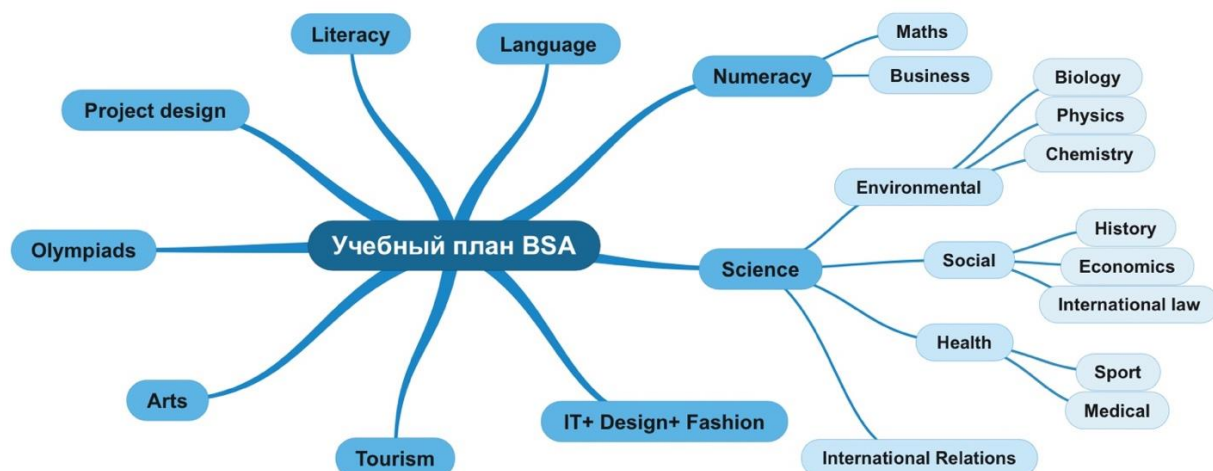 Literacy
Language
Project design
Olympiads
Arts
Tourism
IT+ Design+ Fashion
Учебный план BSA
Numeracy
Maths
Business
Science
Environmental
Biology
Physics
Chemistry
Social
History
Economics
International law
Health
Sport
Medical
International Relations